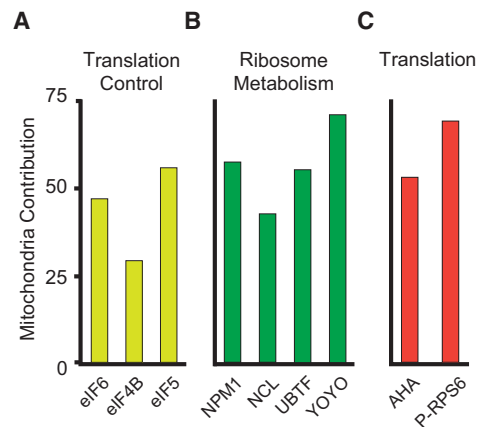 A
B
C
Translation
Control
Ribosome
Metabolism
Translation
Mitochondria Contribution
75
50
25
0
eIF6
eIF4B
eIF5
NPM1
NCL
UBTF
YOYO
AHA
P-RPS6